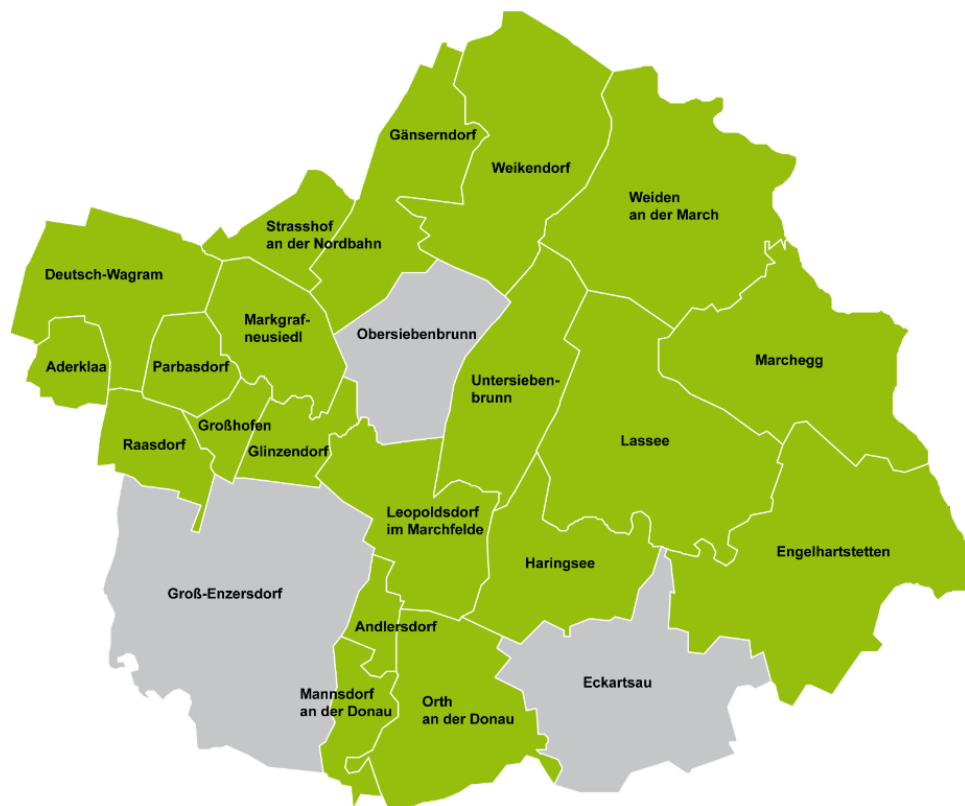 Gänserndorf
Weikendorf
Weiden
an der March
Strasshof
an der Nordbahn
Deutsch-Wagram
Markgraf-
neusiedl
Obersiebenbrunn
Marchegg
Aderklaa
Parbasdorf
Untersieben-
brunn
Großhofen
Raasdorf
Glinzendorf
Lassee
Leopoldsdorf
im Marchfelde
Engelhartstetten
Haringsee
Groß-Enzersdorf
Andlersdorf
Eckartsau
Mannsdorf
an der Donau
Orth
an der Donau